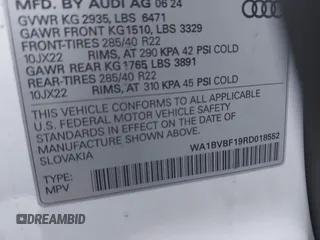 MFD. BY AUDI AG 06 24
GVWR KG 2935, LBS 6471
GAWR FRONT KG1510, LBS 3329
FRONT-TIRES 285/40 R22
10JX22 TIRES, AT 290 KPA 42 PSI COLD
GAWR REAR KG 1765 LBS 3891
REAR-TIRES 285/40 R22
10JX22 TIRES, AT 310 KPA 45 PSI COLD
THIS VEHICLE CONFORMS TO ALL APPLICABLE
U.S. FEDERAL MOTOR VEHICLE SAFETY
STANDARDS IN EFFECT ON THE DATE OF
MANUFACTURE SHOWN ABOVE.
SLOVAKIA
WA1BVBF19RD018552
TYPE:
MPV
DREAMBID